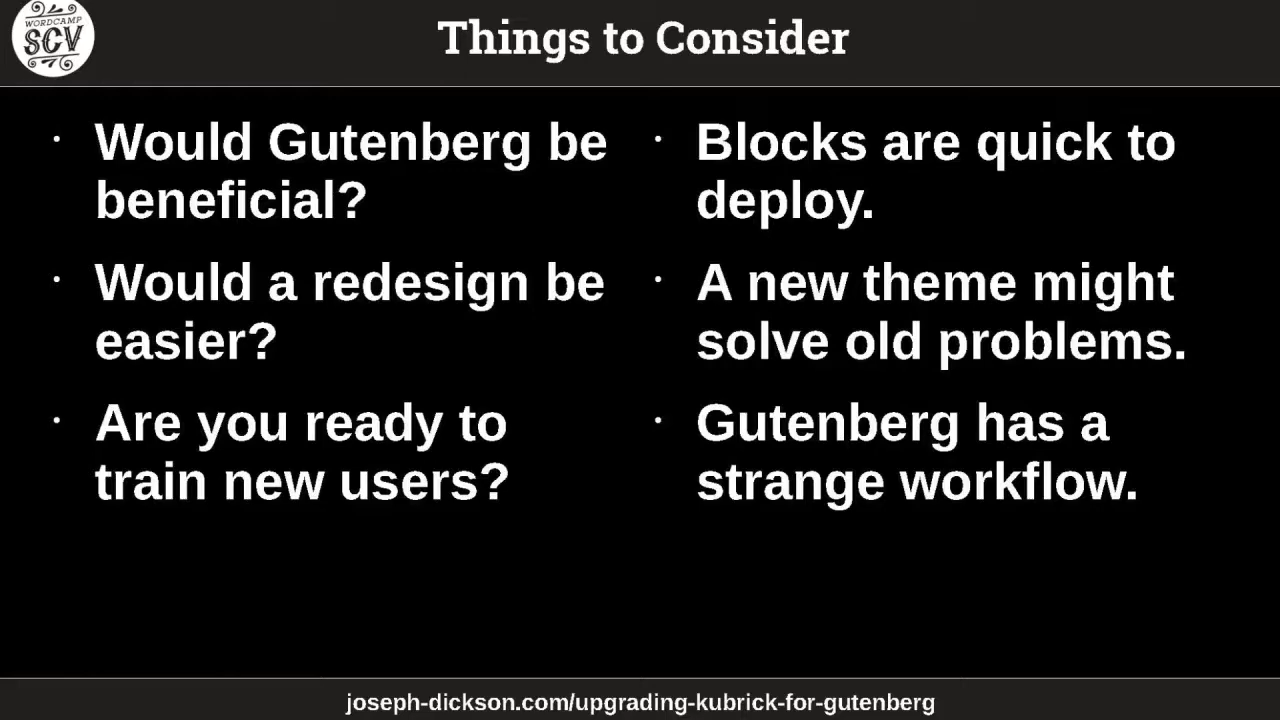 WORDCAMP
SCV
Things to Consider
• Would Gutenberg be
beneficial?
• Would a redesign be
easier?
• Are you ready to
train new users?
• Blocks are quick to
deploy.
• A new theme might
solve old problems.
• Gutenberg has a
strange workflow.
joseph-dickson.com/upgrading-kubrick-for-gutenberg